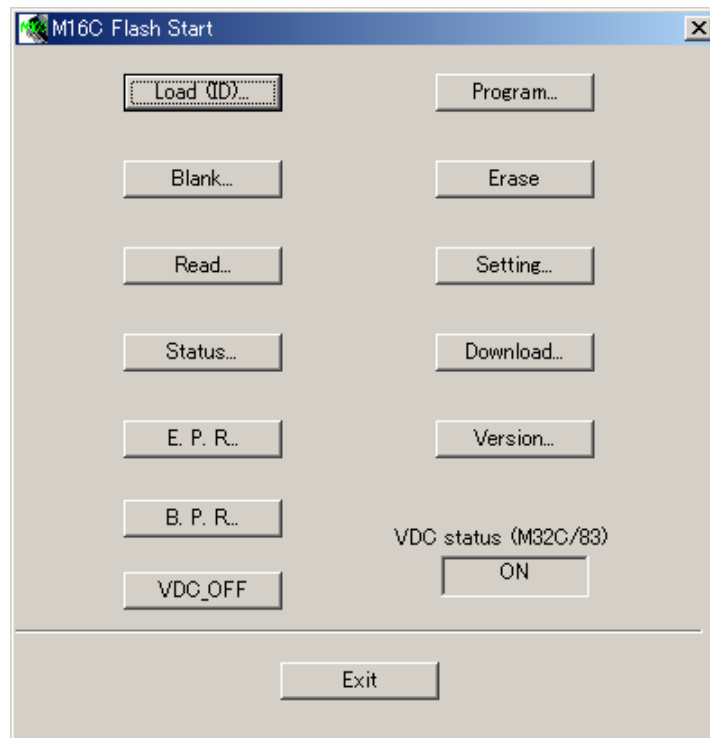 M16C Flash Start
Load (ID)...
Program...
Blank...
Erase
Read...
Setting...
Status...
Download...
E. P. R...
Version...
B. P. R...
VDC status (M32C/83)
ON
VDC_OFF
Exit